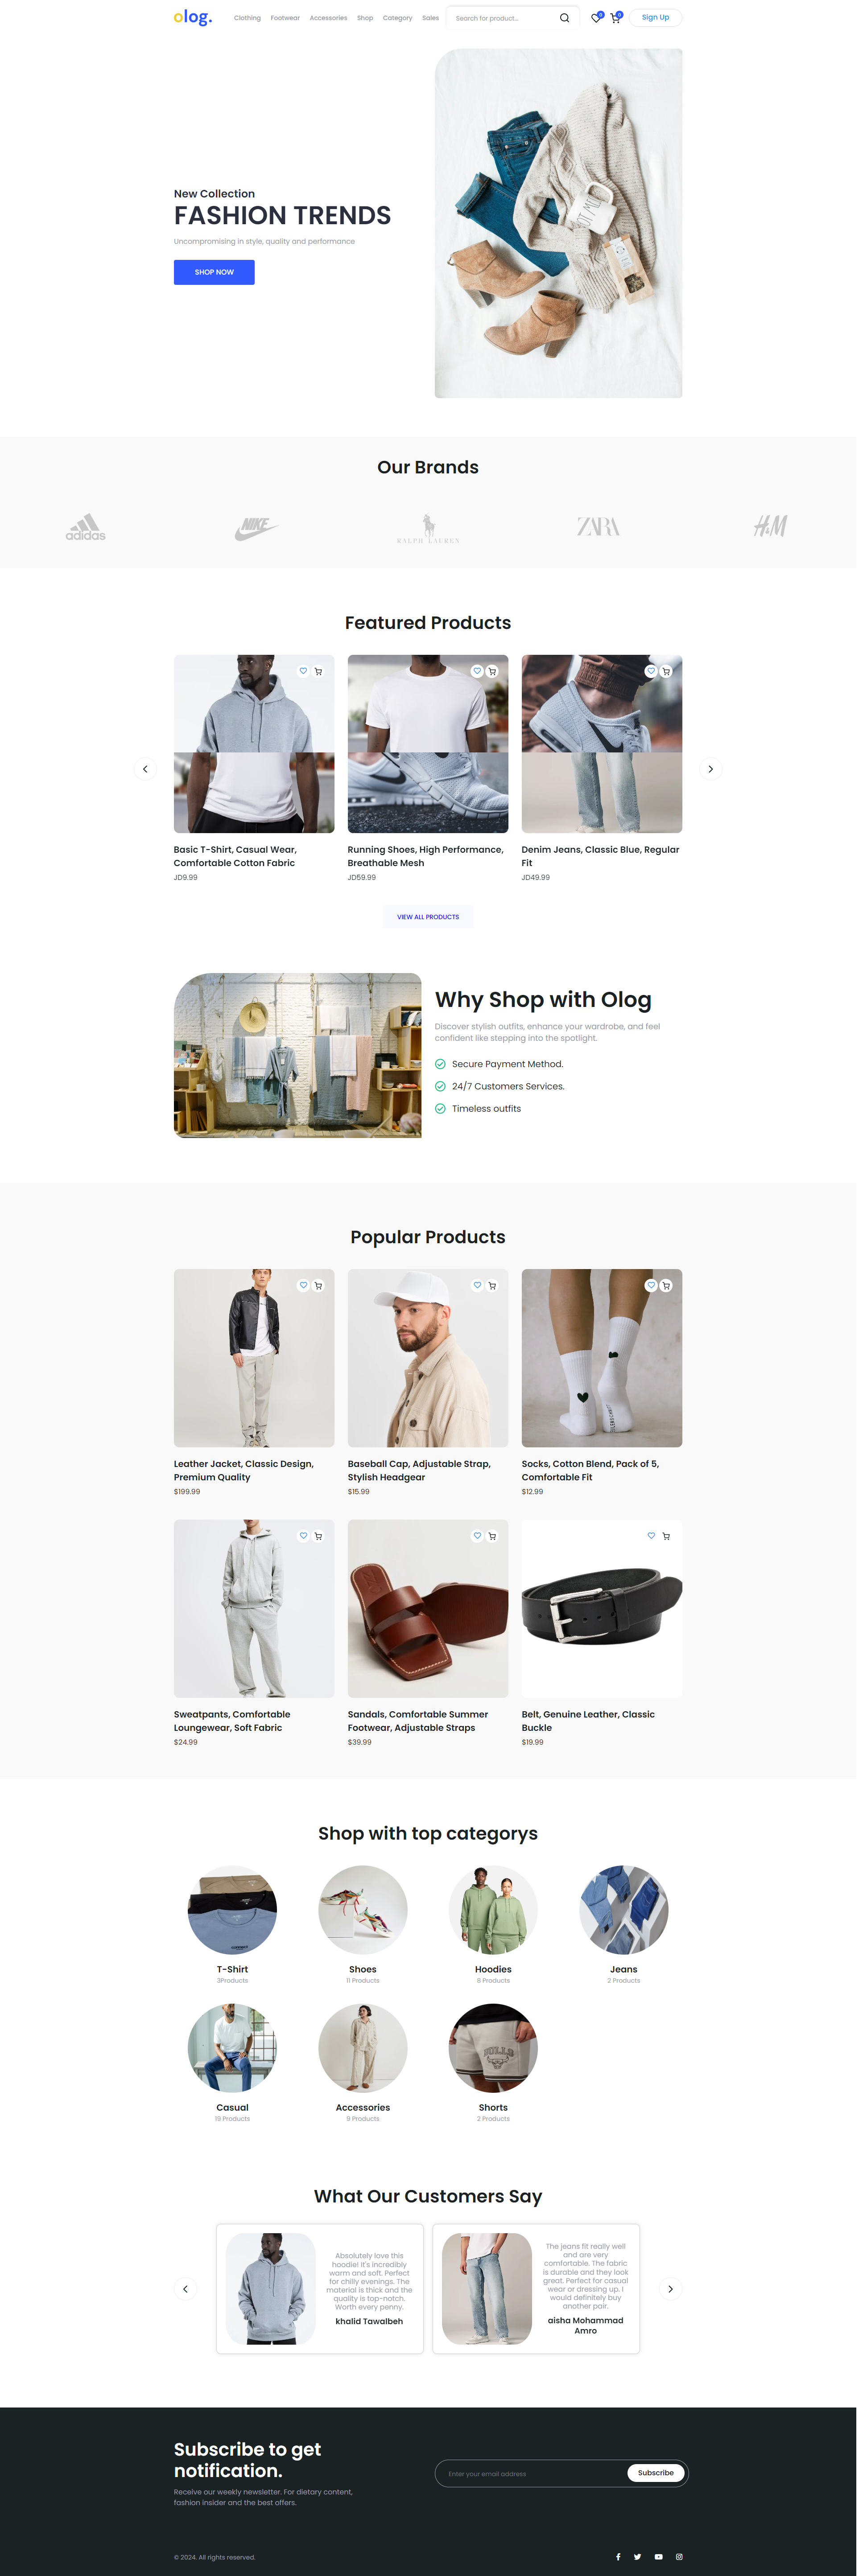 olog.
Clothing Footwear Accessories Shop Category Sales
Search for product...
0 0
Sign Up
New Collection
FASHION TRENDS
Uncompromising in style, quality and performance
SHOP NOW
Our Brands
adidas
NIKE
RALPH LAUREN
ZARA
H&M
Featured Products
Basic T-Shirt, Casual Wear,
Comfortable Cotton Fabric
JD9.99
Running Shoes, High Performance,
Breathable Mesh
JD59.99
Denim Jeans, Classic Blue, Regular
Fit
JD49.99
VIEW ALL PRODUCTS
Why Shop with Olog
Discover stylish outfits, enhance your wardrobe, and feel
confident like stepping into the spotlight.
Secure Payment Method.
24/7 Customers Services.
Timeless outfits
Popular Products
Leather Jacket, Classic Design,
Premium Quality
$199.99
Baseball Cap, Adjustable Strap,
Stylish Headgear
$15.99
Socks, Cotton Blend, Pack of 5,
Comfortable Fit
$12.99
Sweatpants, Comfortable
Loungewear, Soft Fabric
$24.99
Sandals, Comfortable Summer
Footwear, Adjustable Straps
$39.99
Belt, Genuine Leather, Classic
Buckle
$19.99
Shop with top categorys
T-Shirt
3Products
Shoes
11 Products
Hoodies
8 Products
Jeans
2 Products
Casual
19 Products
Accessories
9 Products
BULLS
Shorts
2 Products
What Our Customers Say
Absolutely love this
hoodie! It's incredibly
warm and soft. Perfect
for chilly evenings. The
material is thick and the
quality is top-notch.
Worth every penny.
khalid Tawalbeh
The jeans fit really well
and are very
comfortable. The fabric
is durable and they look
great. Perfect for casual
wear or dressing up. I
would definitely buy
another pair.
aisha Mohammad
Amro
Subscribe to get
notification.
Receive our weekly newsletter. For dietary content,
fashion insider and the best offers.
Enter your email address
Subscribe
© 2024. All rights reserved.